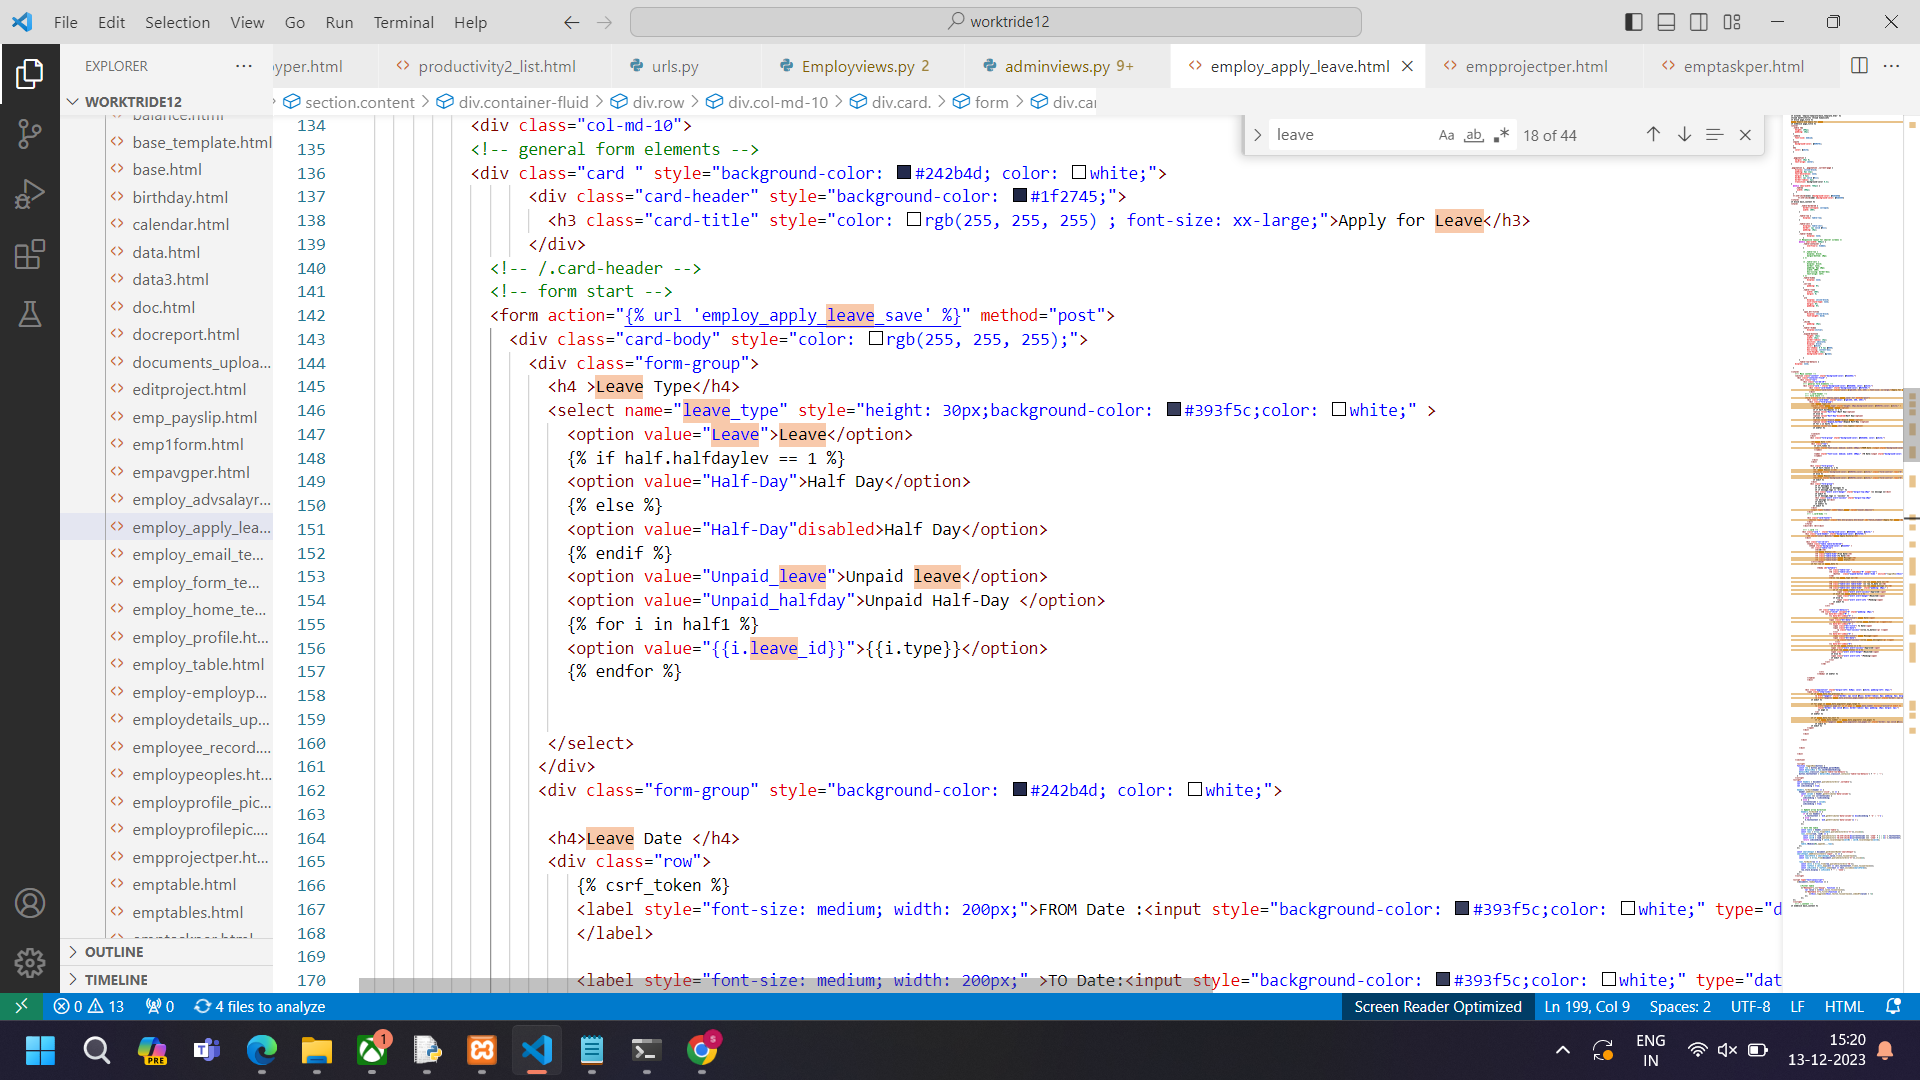 File Edit Selection View Go Run Terminal Help
worktride12
EXPLORER
yper.html
productivity2_list.html
urls.py
Employviews.py 2
adminviews.py 9+
employ_apply_leave.html
empprojectper.html
emptaskper.html
WORKTRIDE12
section.content > div.container-fluid > div.row > div.col-md-10 > div.card. > form > div.car
leave
Aa ab 18 of 44
balance.html
base_template.html
base.html
birthday.html
calendar.html
data.html
data3.html
doc.html
docreport.html
documents_uploa...
editproject.html
emp_payslip.html
emp1form.html
empavgper.html
employ_advsalayr...
employ_apply_lea...
employ_email_te...
employ_form_te...
employ_home_te...
employ_profile.ht...
employ_table.html
employ-employp...
employdetails_up...
employee_record....
employpeoples.ht...
employprofile_pic...
employprofilepic....
empprojectper.ht...
emptable.html
emptables.html
emptaskper.html
OUTLINE
TIMELINE
134 <div class="col-md-10">
135 <!-- general form elements -->
136 <div class="card " style="background-color: #242b4d; color: white;">
137 <div class="card-header" style="background-color: #1f2745;">
138 <h3 class="card-title" style="color: rgb(255, 255, 255) ; font-size: xx-large;">Apply for Leave</h3>
139 </div>
140 <!-- /.card-header -->
141 <!-- form start -->
142 <form action="{% url 'employ_apply_leave_save' %}" method="post">
143 <div class="card-body" style="color: rgb(255, 255, 255);">
144 <div class="form-group">
145 <h4 >Leave Type</h4>
146 <select name="leave_type" style="height: 30px;background-color: #393f5c;color: white;" >
147 <option value="Leave">Leave</option>
148 {% if half.halfdaylev == 1 %}
149 <option value="Half-Day">Half Day</option>
150 {% else %}
151 <option value="Half-Day"disabled>Half Day</option>
152 {% endif %}
153 <option value="Unpaid_leave">Unpaid leave</option>
154 <option value="Unpaid_halfday">Unpaid Half-Day </option>
155 {% for i in half1 %}
156 <option value="{{i.leave_id}}">{{i.type}}</option>
157 {% endfor %}
158
159
160 </select>
161 </div>
162 <div class="form-group" style="background-color: #242b4d; color: white;">
163
164 <h4>Leave Date </h4>
165 <div class="row">
166 {% csrf_token %}
167 <label style="font-size: medium; width: 200px;">FROM Date :<input style="background-color: #393f5c;color: white;" type="d
168 </label>
169
170 <label style="font-size: medium; width: 200px;" >TO Date:<input style="background-color: #393f5c;color: white;" type="dat
0 13 0 4 files to analyze
Screen Reader Optimized Ln 199, Col 9 Spaces: 2 UTF-8 LF HTML
PRE
1
S
ENG
IN
15:20
13-12-2023